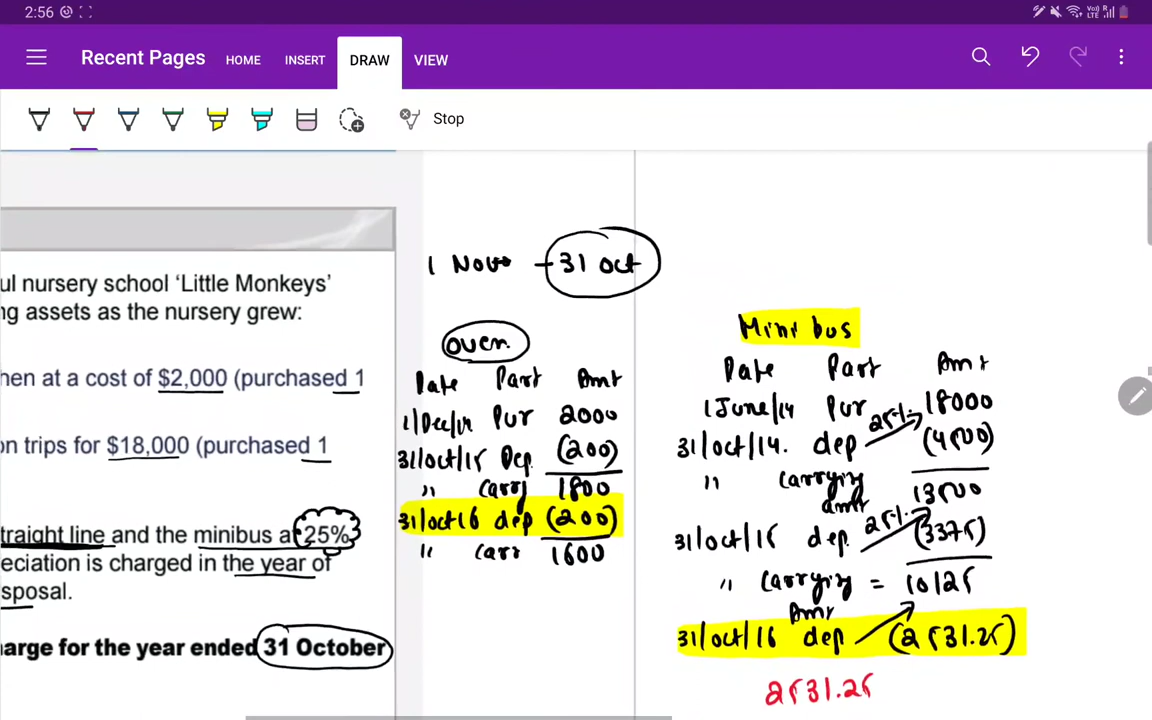 2:56
Recent Pages HOME INSERT DRAW VIEW
Stop
ul nursery school ‘Little Monkeys’
ng assets as the nursery grew:
hen at a cost of $2,000 (purchased 1
on trips for $18,000 (purchased 1
traight line and the minibus at 25%
eciation is charged in the year of
sposal.
arge for the year ended 31 October
1 Nov - 31 oct
oven
Date Part Amt
1/Dec/14 Pur 2000
31/oct/15 Dep. (200)
" Carry 1800
31/oct16 dep (200)
" Carr 1600
Mini bus
Date Part Amt
1June/14 Pur 18000
25%
31/oct/14. dep (4500)
" Carrying amt 13500
25%
31/oct/15 dep (3375)
" Carrying Amt = 10125
31/oct/16 dep (2531.25)
2531.25